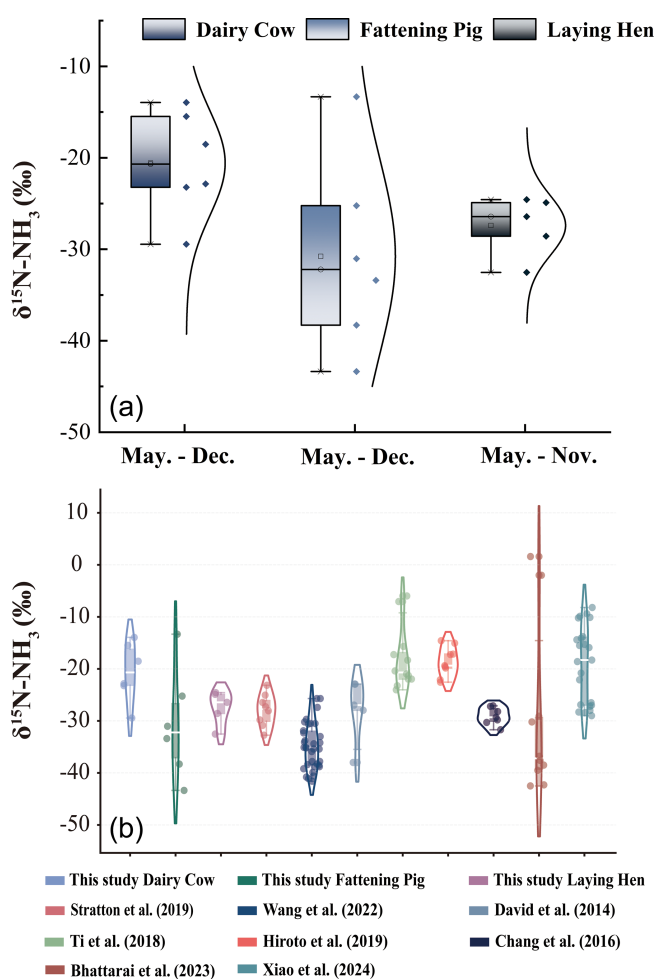 Dairy Cow Fattening Pig Laying Hen
-10
-20
-30
-40
-50
δ¹⁵N-NH₃ (‰)
(a)
May. - Dec. May. - Dec. May. - Nov.
10
0
-10
-20
-30
-40
-50
δ¹⁵N-NH₃ (‰)
(b)
This study Dairy Cow This study Fattening Pig This study Laying Hen
Stratton et al. (2019) Wang et al. (2022) David et al. (2014)
Ti et al. (2018) Hiroto et al. (2019) Chang et al. (2016)
Bhattarai et al. (2023) Xiao et al. (2024)